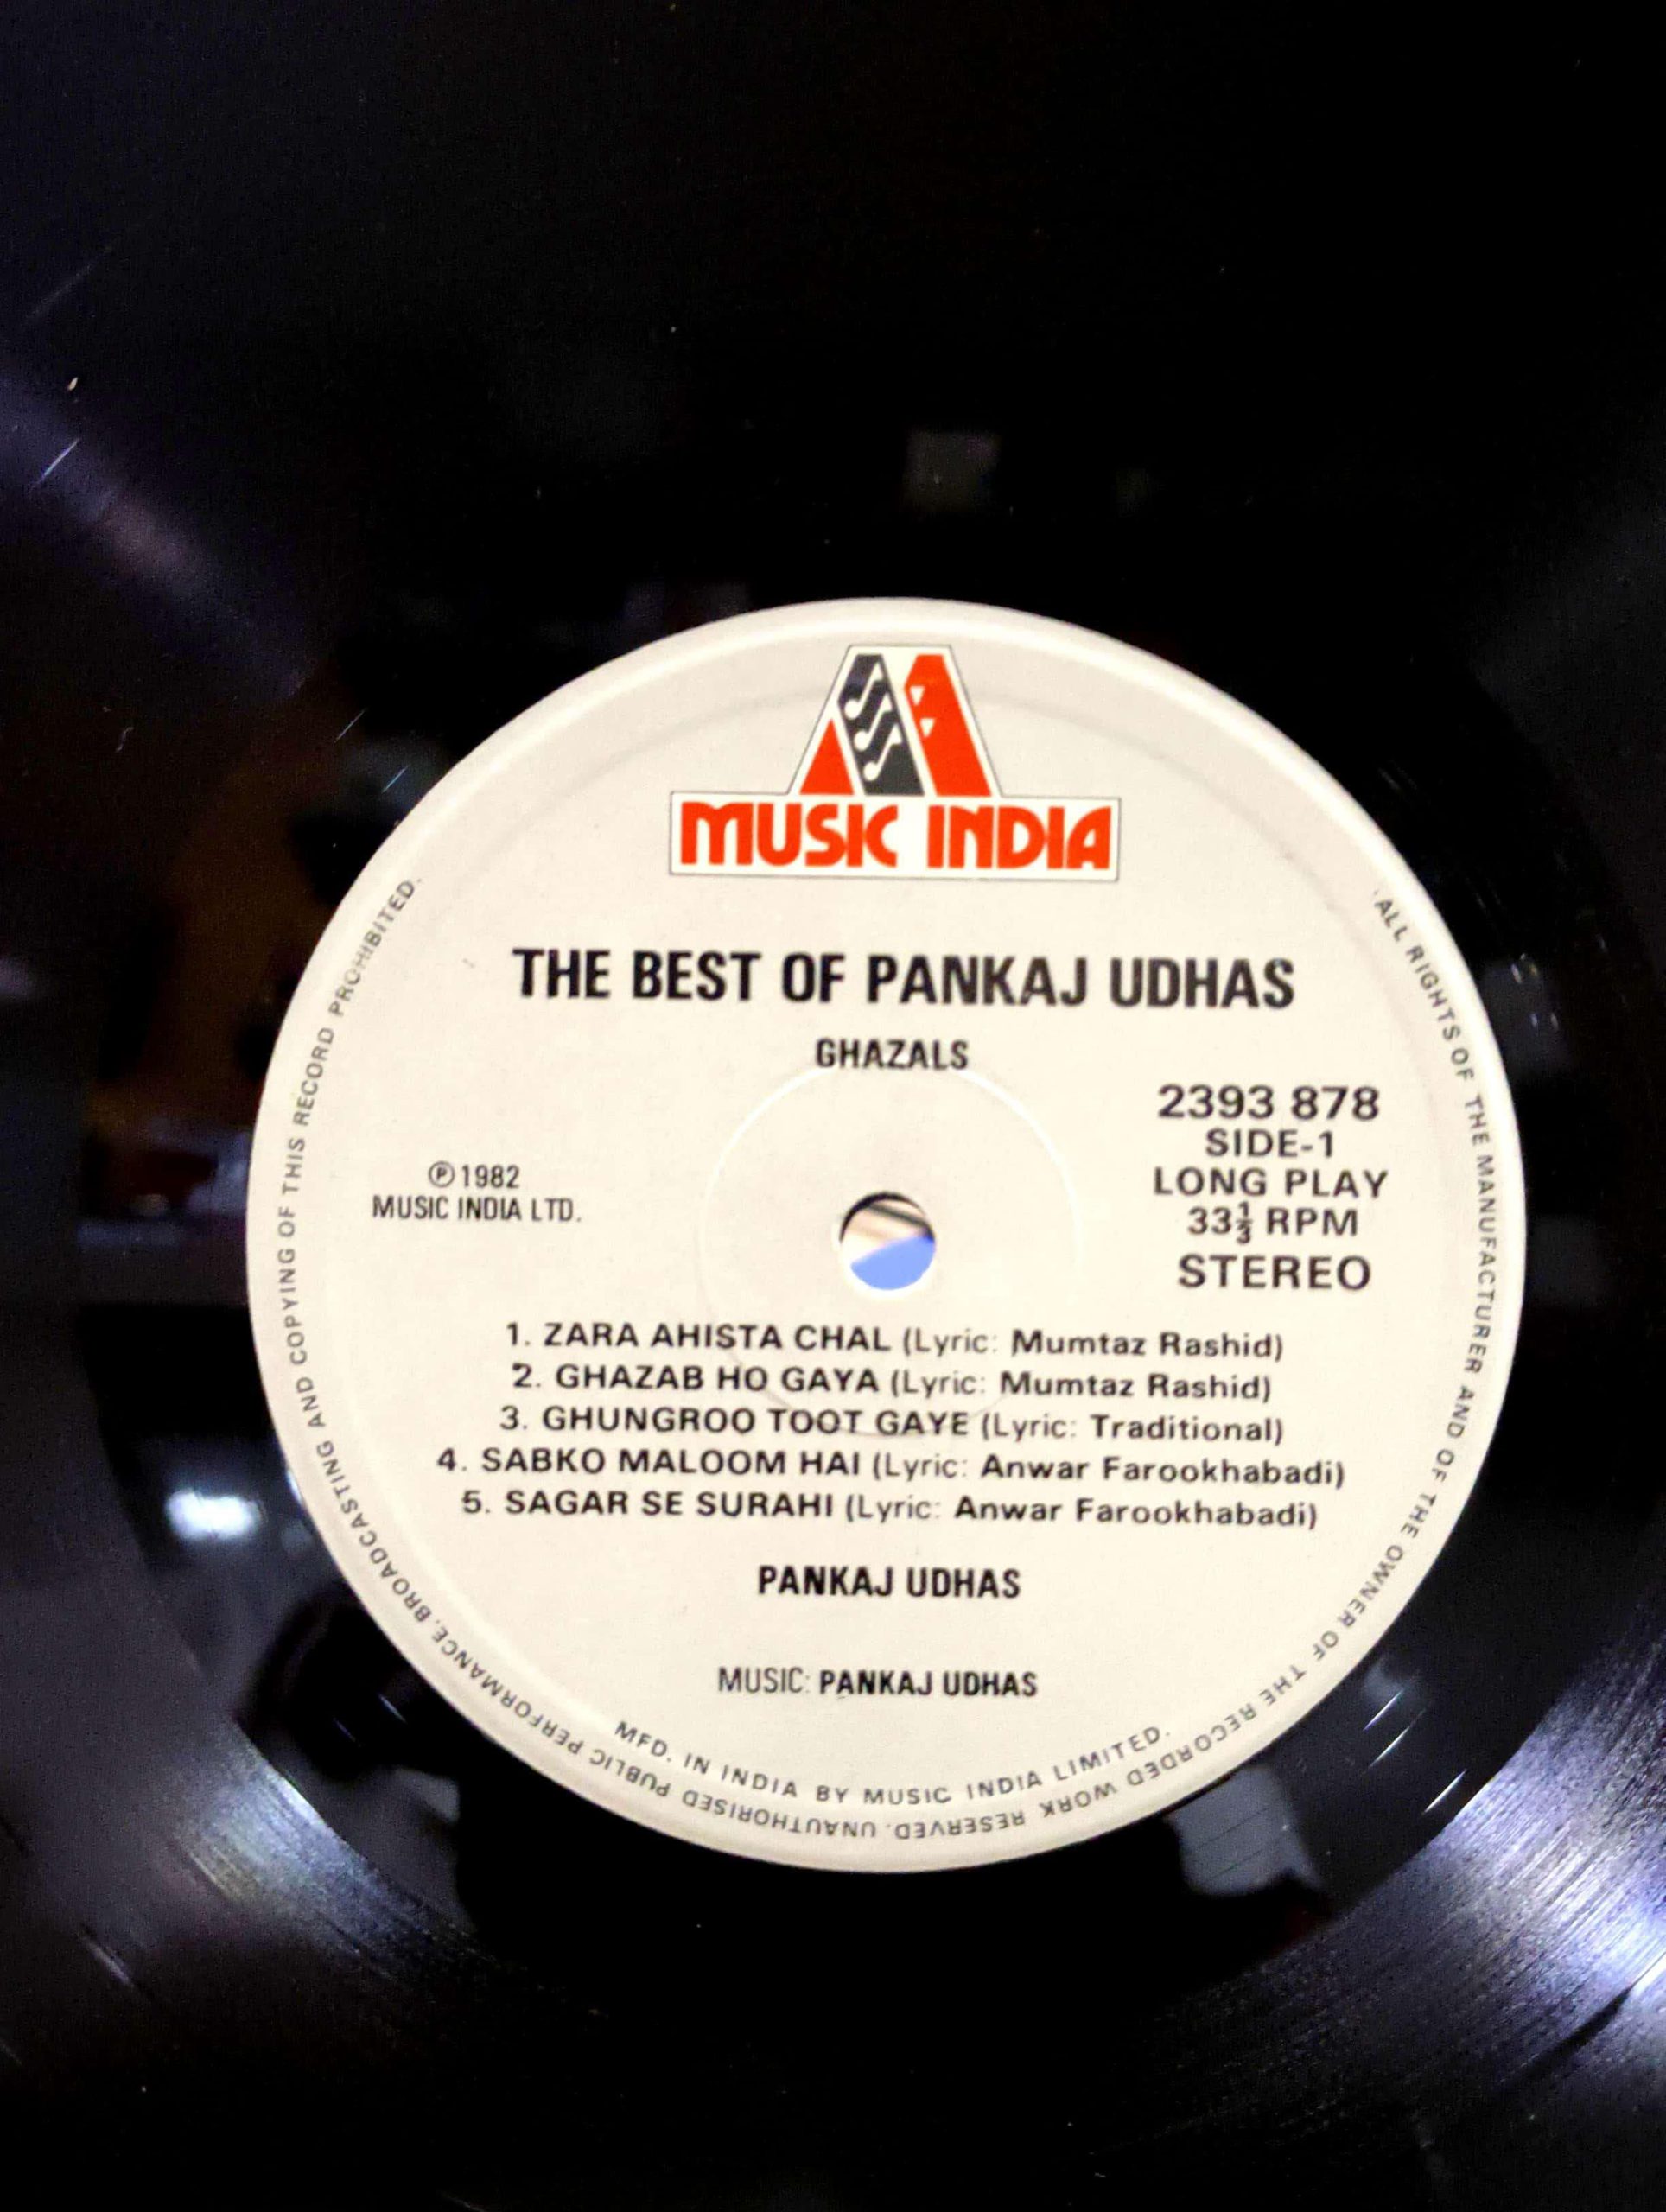 MUSIC INDIA
THE BEST OF PANKAJ UDHAS
GHAZALS
2393 878
SIDE-1
LONG PLAY
33⅓ RPM
STEREO
℗1982
MUSIC INDIA LTD.
1. ZARA AHISTA CHAL (Lyric: Mumtaz Rashid)
2. GHAZAB HO GAYA (Lyric: Mumtaz Rashid)
3. GHUNGROO TOOT GAYE (Lyric: Traditional)
4. SABKO MALOOM HAI (Lyric: Anwar Farookhabadi)
5. SAGAR SE SURAHI (Lyric: Anwar Farookhabadi)
PANKAJ UDHAS
MUSIC: PANKAJ UDHAS
MFD. IN INDIA BY MUSIC INDIA LIMITED.
ALL RIGHTS OF THE MANUFACTURER AND OF THE OWNER OF THE RECORDED WORK RESERVED. UNAUTHORISED PUBLIC PERFORMANCE, BROADCASTING AND COPYING OF THIS RECORD PROHIBITED.